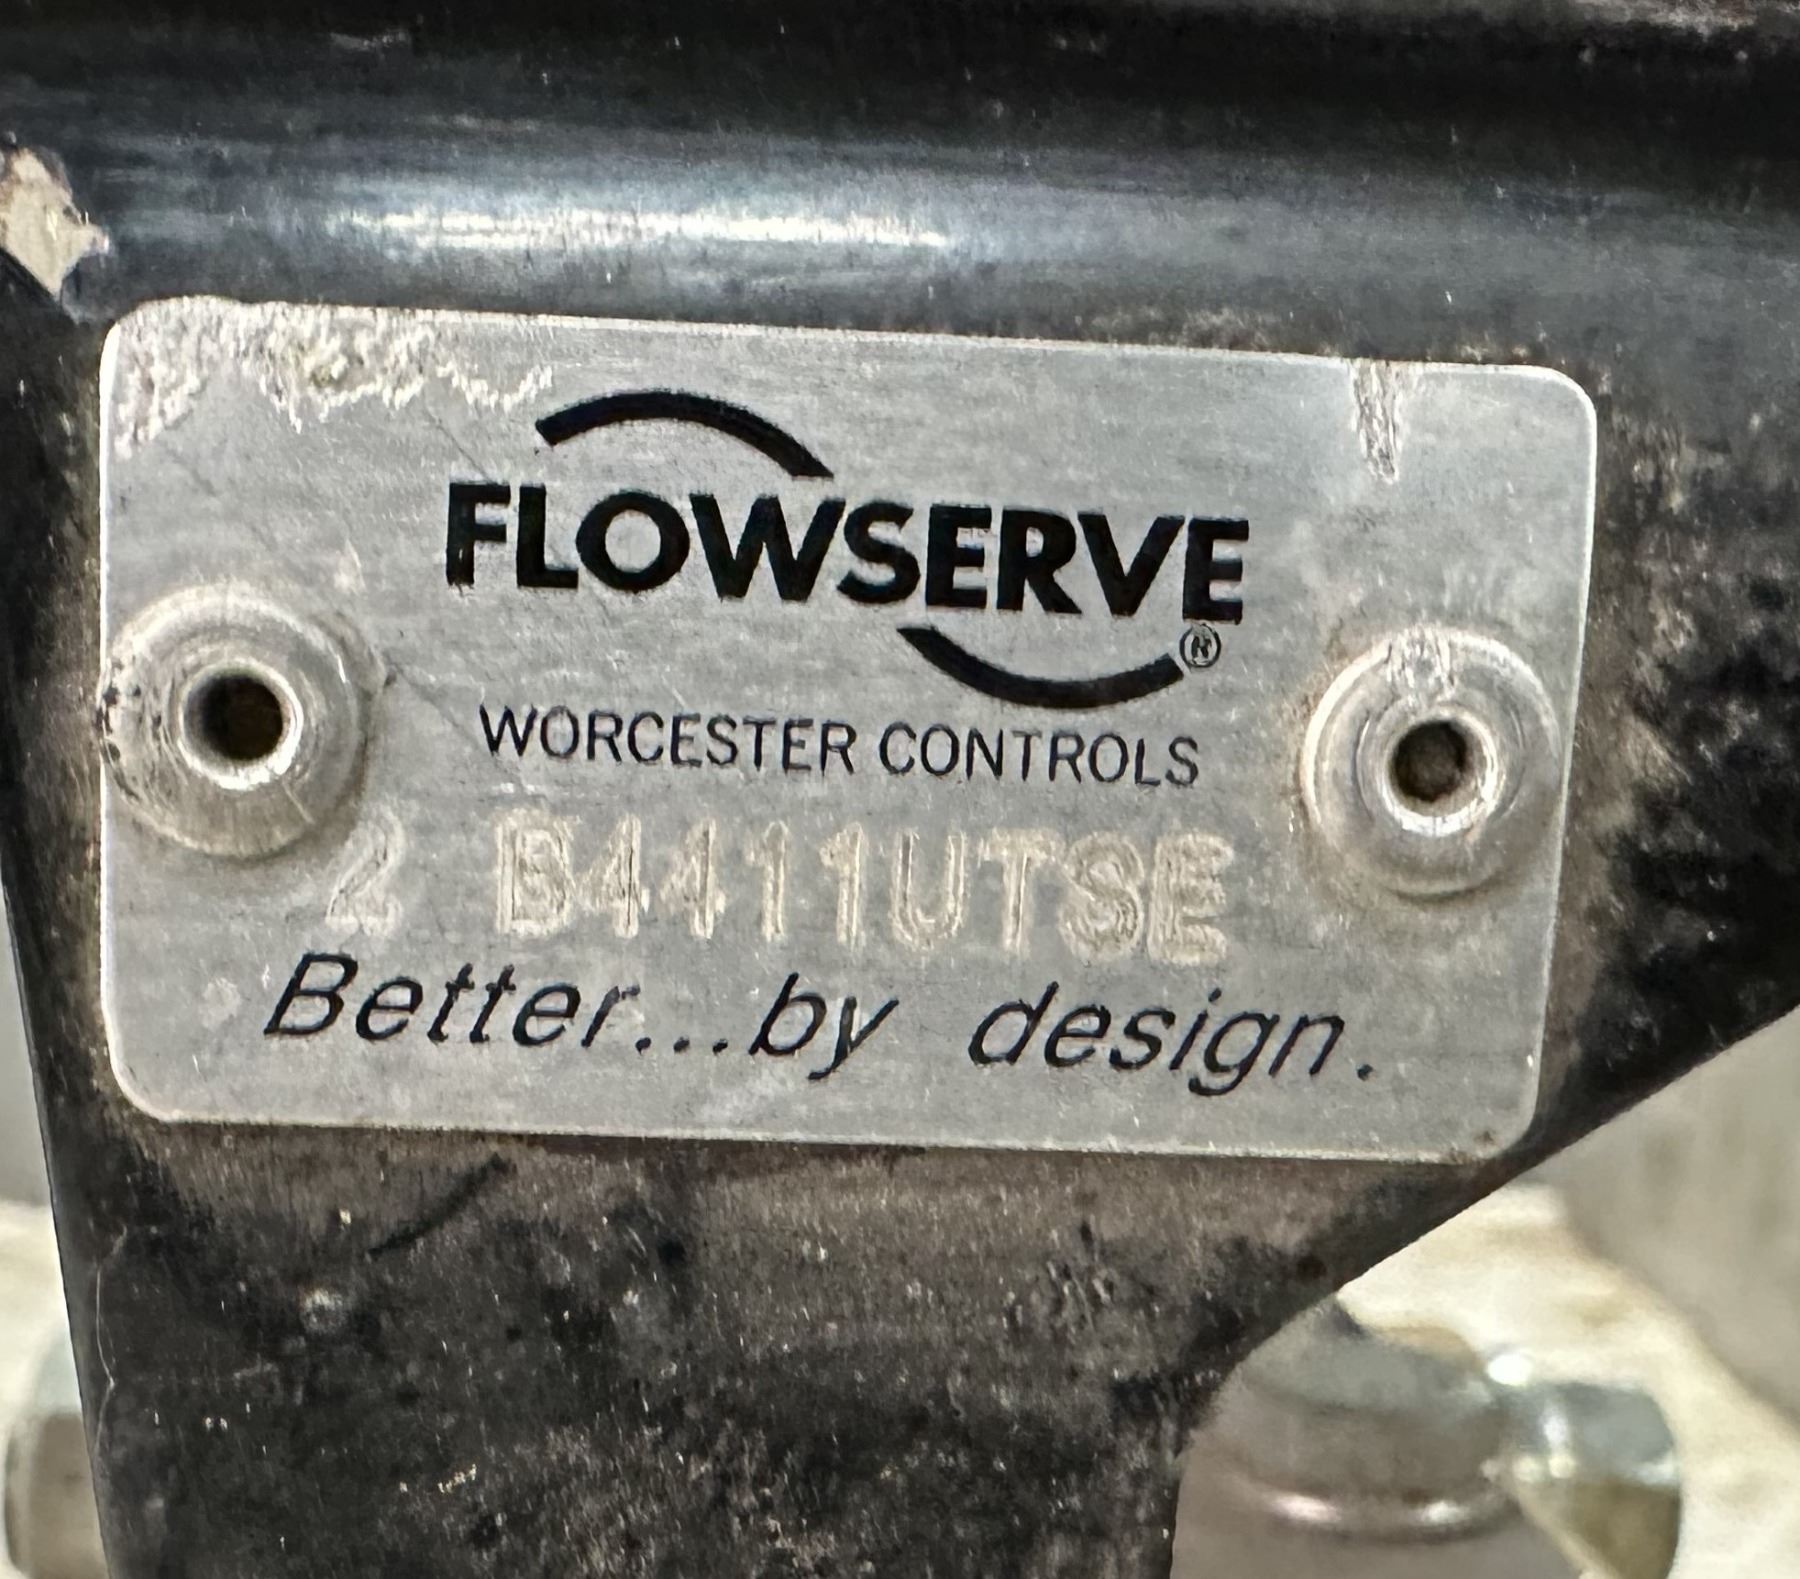 FLOWSERVE®
WORCESTER CONTROLS
2 B4411UTSE
Better...by design.